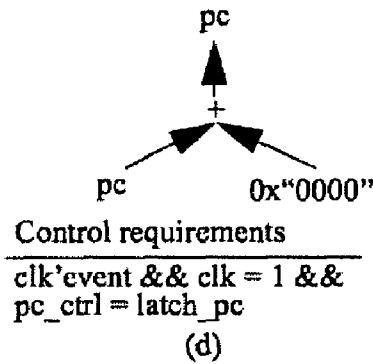 pc
+
pc 0x“0000”
Control requirements
clk’event && clk = 1 &&
pc_ctrl = latch_pc
(d)